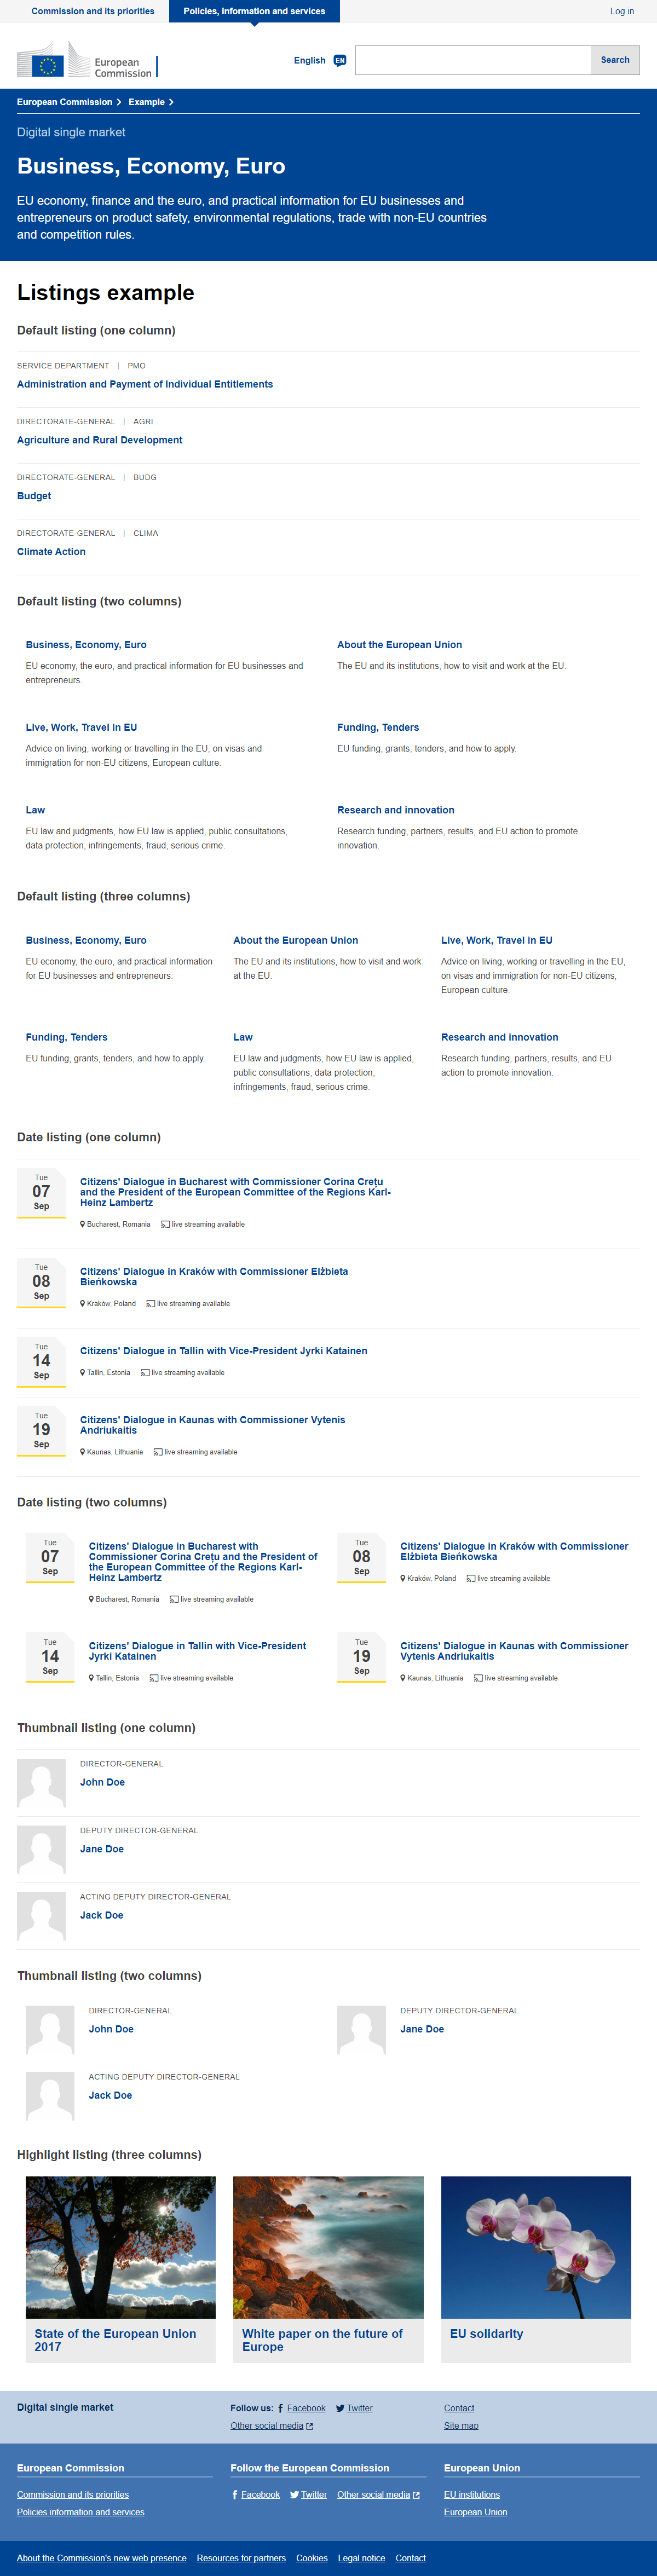 Commission and its priorities
Policies, information and services
Log in
European
Commission
English EN
Search
European Commission
Example
Digital single market
Business, Economy, Euro
EU economy, finance and the euro, and practical information for EU businesses and
entrepreneurs on product safety, environmental regulations, trade with non-EU countries
and competition rules.
Listings example
Default listing (one column)
SERVICE DEPARTMENT | PMO
Administration and Payment of Individual Entitlements
DIRECTORATE-GENERAL | AGRI
Agriculture and Rural Development
DIRECTORATE-GENERAL | BUDG
Budget
DIRECTORATE-GENERAL | CLIMA
Climate Action
Default listing (two columns)
Business, Economy, Euro
EU economy, the euro, and practical information for EU businesses and
entrepreneurs.
About the European Union
The EU and its institutions, how to visit and work at the EU.
Live, Work, Travel in EU
Advice on living, working or travelling in the EU, on visas and
immigration for non-EU citizens, European culture.
Funding, Tenders
EU funding, grants, tenders, and how to apply.
Law
EU law and judgments, how EU law is applied, public consultations,
data protection, infringements, fraud, serious crime.
Research and innovation
Research funding, partners, results, and EU action to promote
innovation.
Default listing (three columns)
Business, Economy, Euro
EU economy, the euro, and practical information
for EU businesses and entrepreneurs.
About the European Union
The EU and its institutions, how to visit and work
at the EU.
Live, Work, Travel in EU
Advice on living, working or travelling in the EU,
on visas and immigration for non-EU citizens,
European culture.
Funding, Tenders
EU funding, grants, tenders, and how to apply.
Law
EU law and judgments, how EU law is applied,
public consultations, data protection,
infringements, fraud, serious crime.
Research and innovation
Research funding, partners, results, and EU
action to promote innovation.
Date listing (one column)
Tue
07
Sep
Citizens' Dialogue in Bucharest with Commissioner Corina Crețu
and the President of the European Committee of the Regions Karl-
Heinz Lambertz
Bucharest, Romania live streaming available
Tue
08
Sep
Citizens' Dialogue in Kraków with Commissioner Elżbieta
Bieńkowska
Kraków, Poland live streaming available
Tue
14
Sep
Citizens' Dialogue in Tallin with Vice-President Jyrki Katainen
Tallin, Estonia live streaming available
Tue
19
Sep
Citizens' Dialogue in Kaunas with Commissioner Vytenis
Andriukaitis
Kaunas, Lithuania live streaming available
Date listing (two columns)
Tue
07
Sep
Citizens' Dialogue in Bucharest with
Commissioner Corina Crețu and the President of
the European Committee of the Regions Karl-
Heinz Lambertz
Bucharest, Romania live streaming available
Tue
08
Sep
Citizens' Dialogue in Kraków with Commissioner
Elżbieta Bieńkowska
Kraków, Poland live streaming available
Tue
14
Sep
Citizens' Dialogue in Tallin with Vice-President
Jyrki Katainen
Tallin, Estonia live streaming available
Tue
19
Sep
Citizens' Dialogue in Kaunas with Commissioner
Vytenis Andriukaitis
Kaunas, Lithuania live streaming available
Thumbnail listing (one column)
DIRECTOR-GENERAL
John Doe
DEPUTY DIRECTOR-GENERAL
Jane Doe
ACTING DEPUTY DIRECTOR-GENERAL
Jack Doe
Thumbnail listing (two columns)
DIRECTOR-GENERAL
John Doe
DEPUTY DIRECTOR-GENERAL
Jane Doe
ACTING DEPUTY DIRECTOR-GENERAL
Jack Doe
Highlight listing (three columns)
State of the European Union
2017
White paper on the future of
Europe
EU solidarity
Digital single market
Follow us: Facebook Twitter
Other social media
Contact
Site map
European Commission
Commission and its priorities
Policies information and services
Follow the European Commission
Facebook Twitter Other social media
European Union
EU institutions
European Union
About the Commission's new web presence Resources for partners Cookies Legal notice Contact